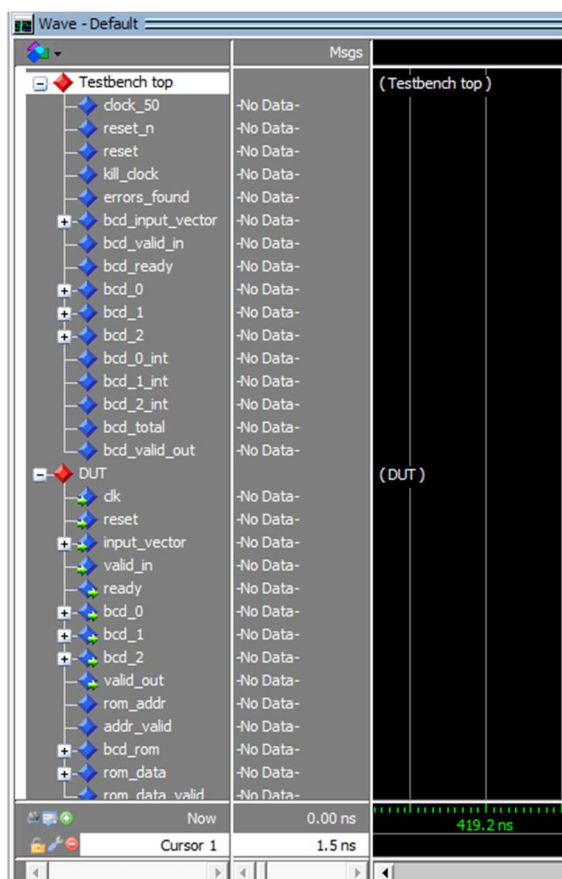 Wave - Default
Msgs
Testbench top (Testbench top)
clock_50 -No Data-
reset_n -No Data-
reset -No Data-
kill_clock -No Data-
errors_found -No Data-
bcd_input_vector -No Data-
bcd_valid_in -No Data-
bcd_ready -No Data-
bcd_0 -No Data-
bcd_1 -No Data-
bcd_2 -No Data-
bcd_0_int -No Data-
bcd_1_int -No Data-
bcd_2_int -No Data-
bcd_total -No Data-
bcd_valid_out -No Data-
DUT (DUT)
clk -No Data-
reset -No Data-
input_vector -No Data-
valid_in -No Data-
ready -No Data-
bcd_0 -No Data-
bcd_1 -No Data-
bcd_2 -No Data-
valid_out -No Data-
rom_addr -No Data-
addr_valid -No Data-
bcd_rom -No Data-
rom_data -No Data-
rom_data_valid -No Data-
Now 0.00 ns 419.2 ns
Cursor 1 1.5 ns